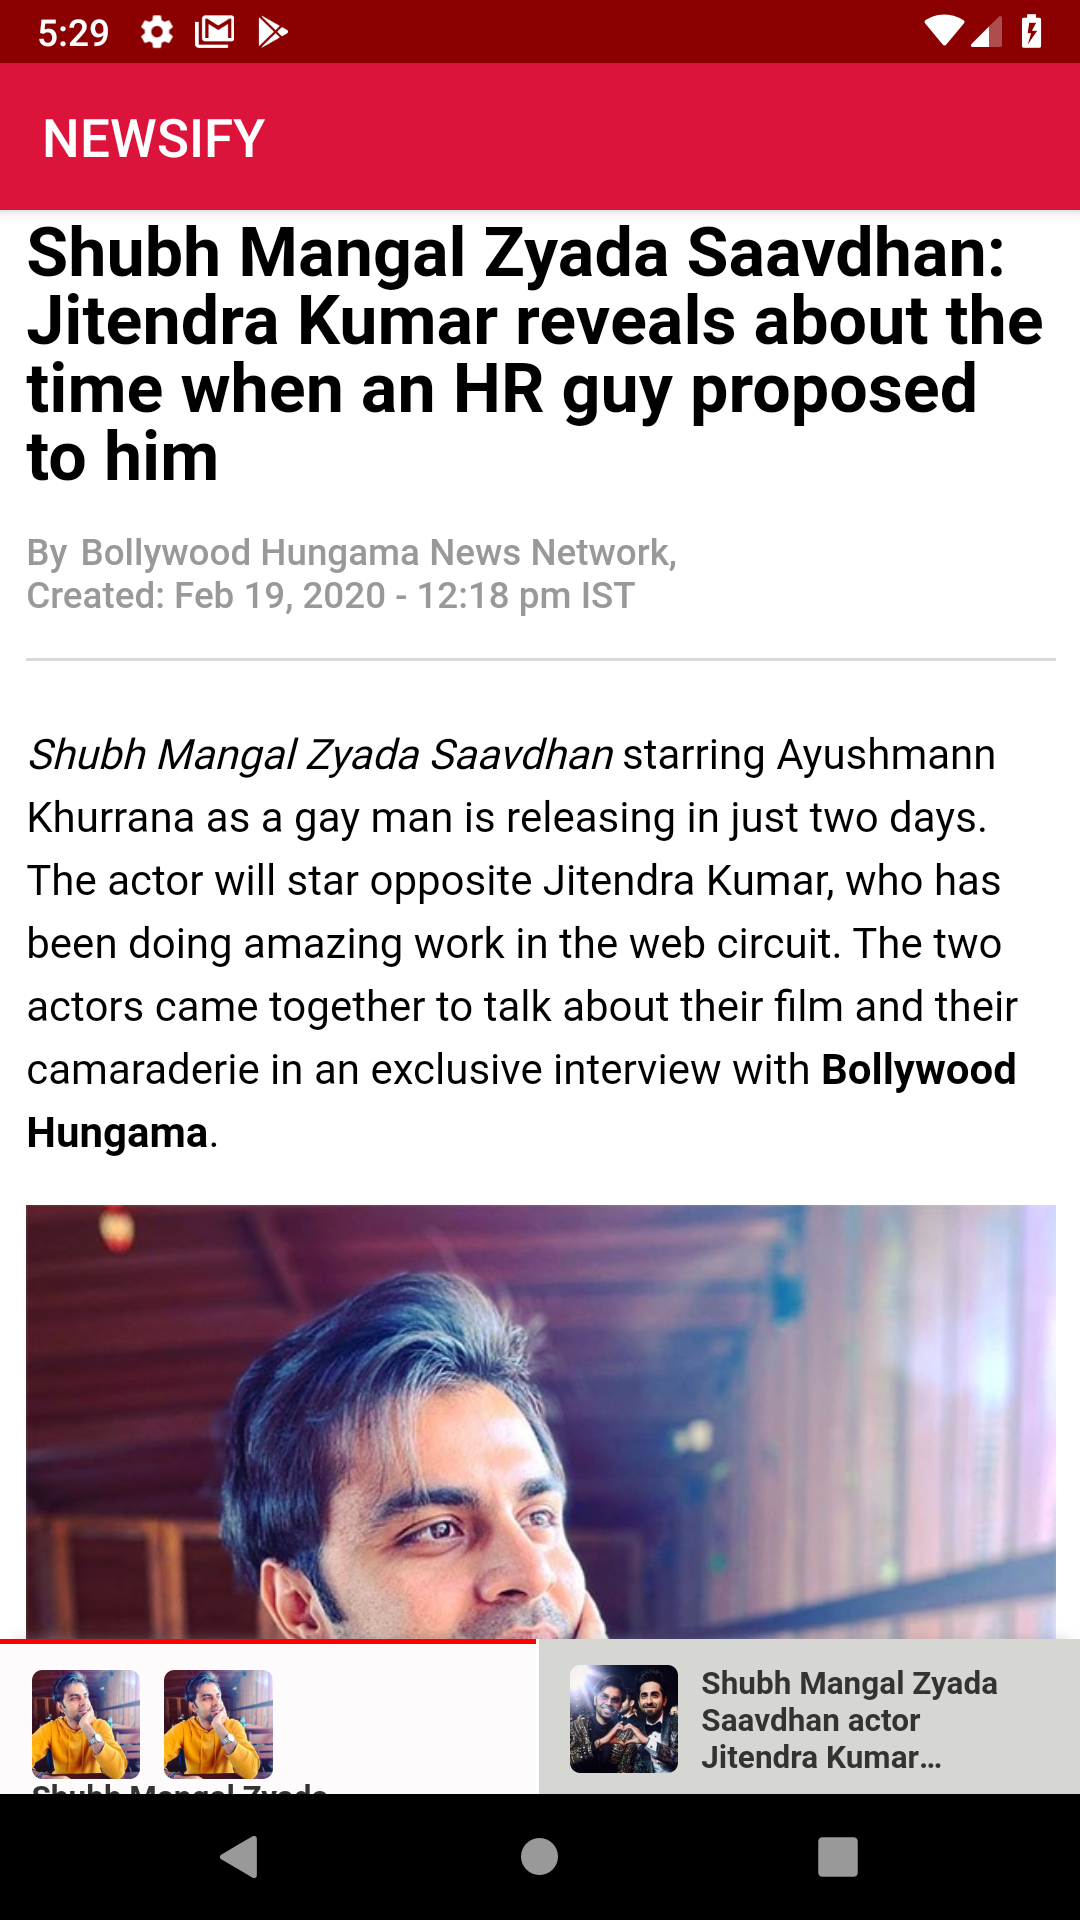 5:29
NEWSIFY
Shubh Mangal Zyada Saavdhan:
Jitendra Kumar reveals about the
time when an HR guy proposed
to him
By Bollywood Hungama News Network,
Created: Feb 19, 2020 - 12:18 pm IST
Shubh Mangal Zyada Saavdhan starring Ayushmann
Khurrana as a gay man is releasing in just two days.
The actor will star opposite Jitendra Kumar, who has
been doing amazing work in the web circuit. The two
actors came together to talk about their film and their
camaraderie in an exclusive interview with Bollywood
Hungama.
Shubh Mangal Zyada
Shubh Mangal Zyada
Saavdhan actor
Jitendra Kumar…